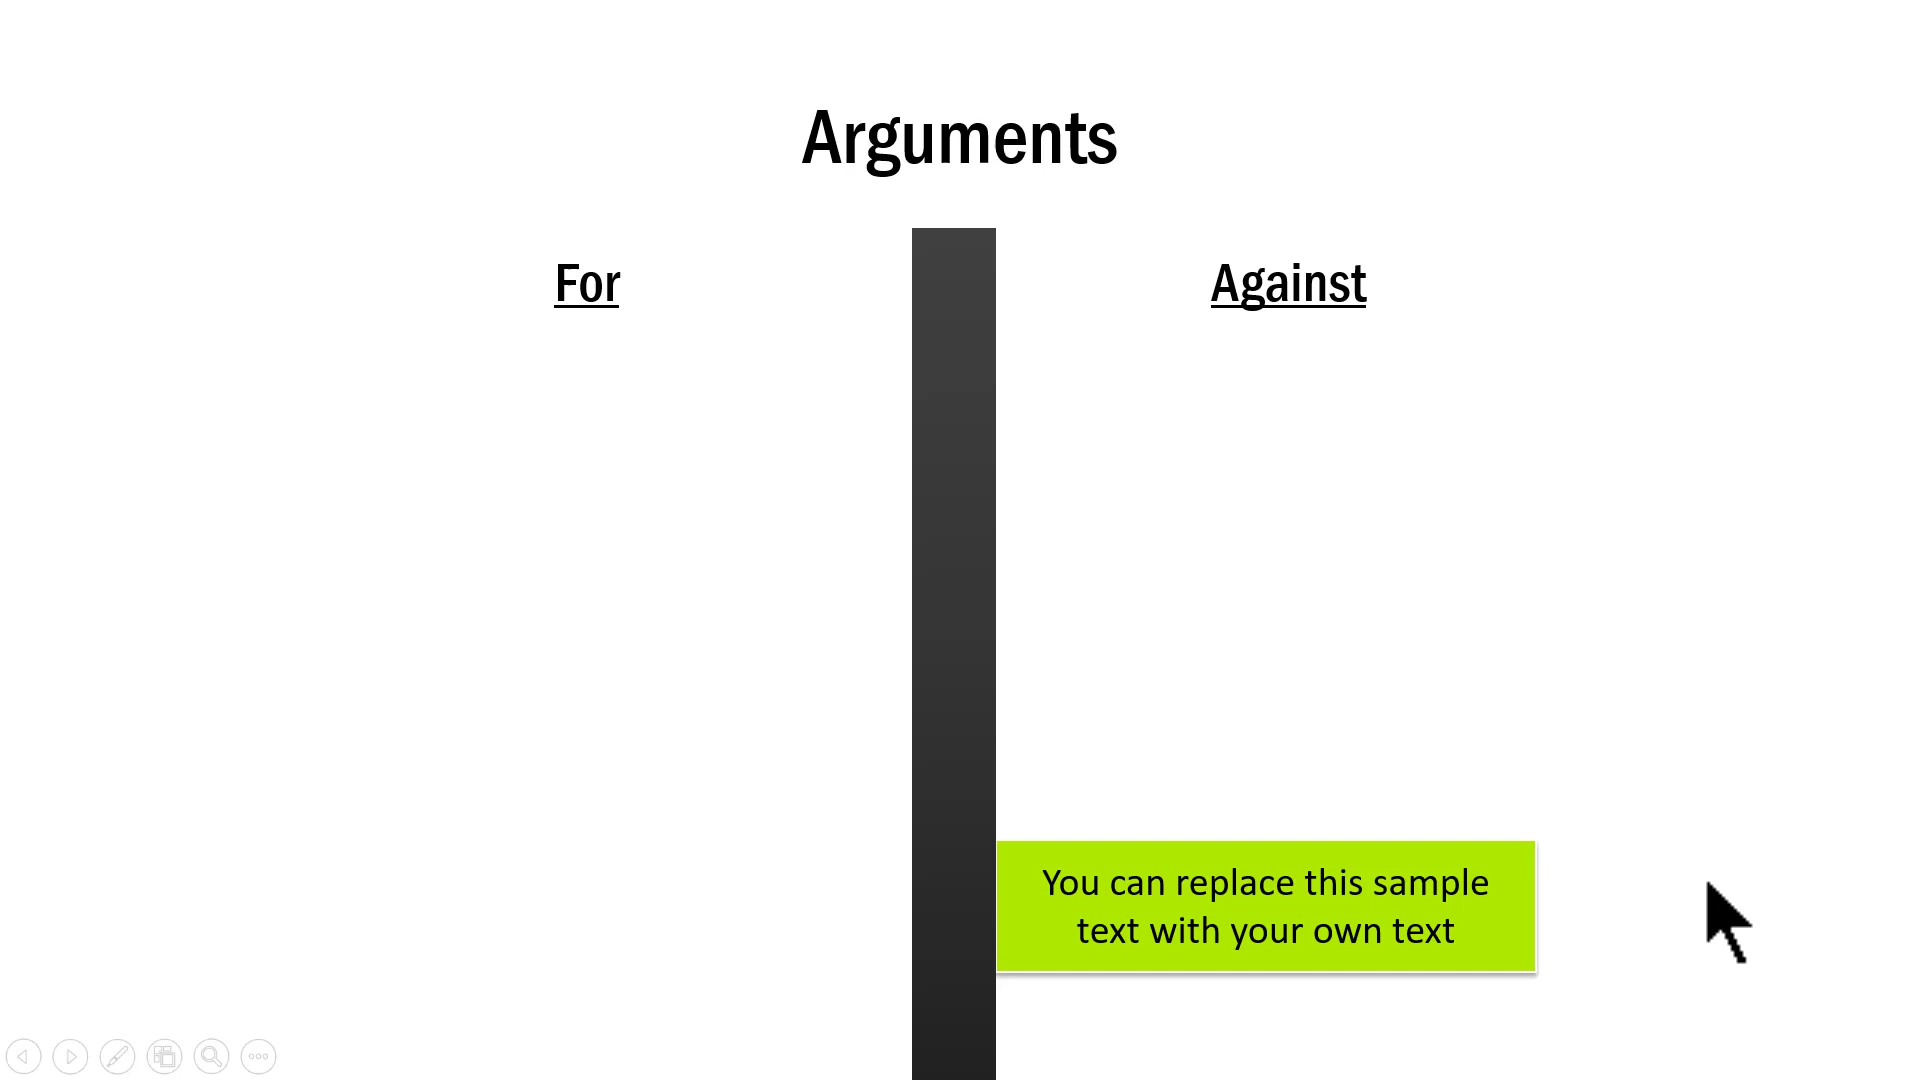 Arguments
For
Against
You can replace this sample
text with your own text